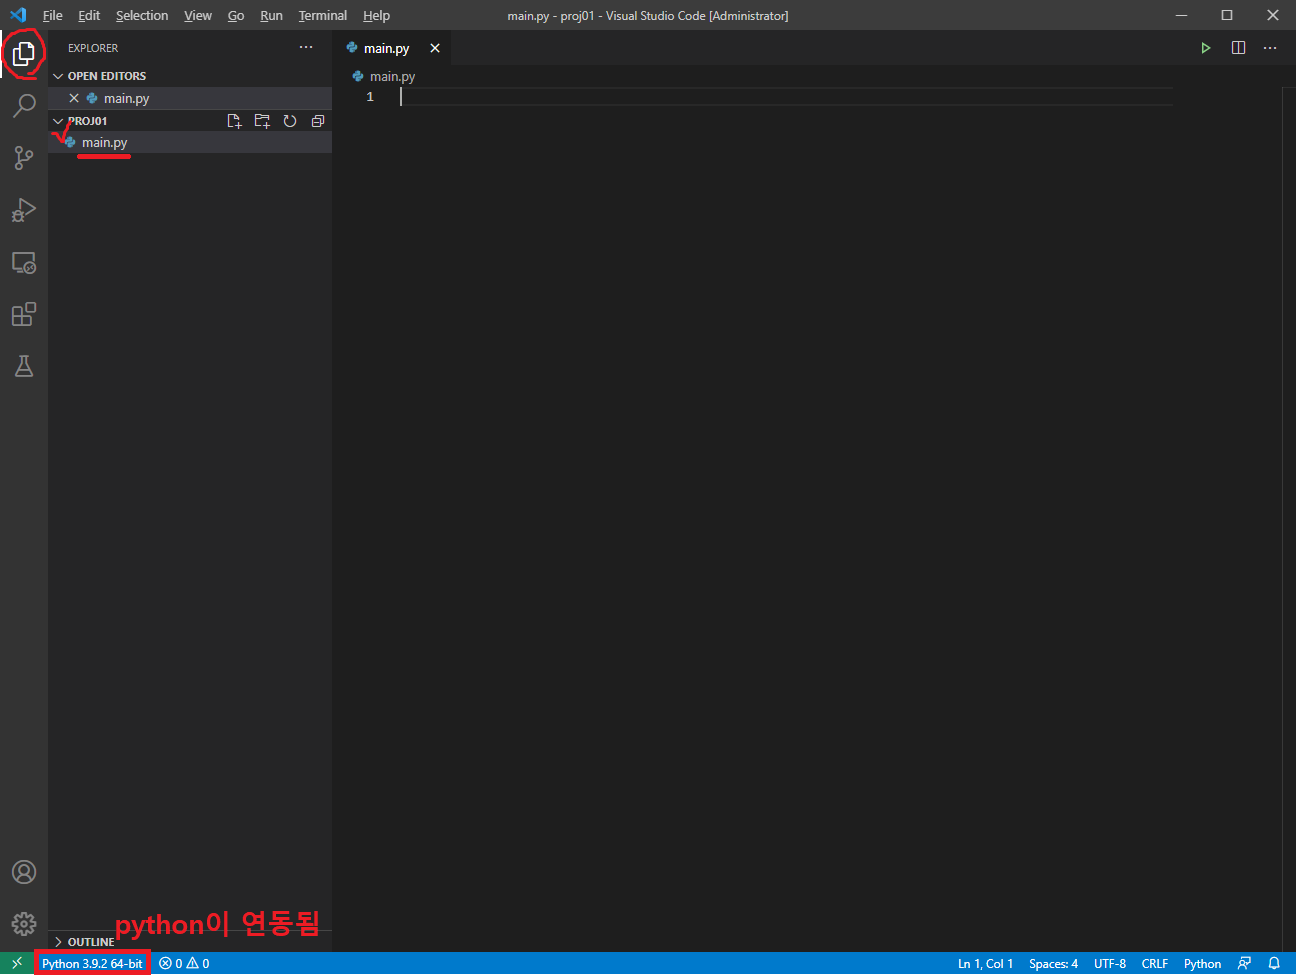 File Edit Selection View Go Run Terminal Help
main.py - proj01 - Visual Studio Code [Administrator]
EXPLORER
OPEN EDITORS
main.py
PROJ01
main.py
main.py
main.py
1
python이 연동됨
OUTLINE
Python 3.9.2 64-bit 0 0
Ln 1, Col 1 Spaces: 4 UTF-8 CRLF Python